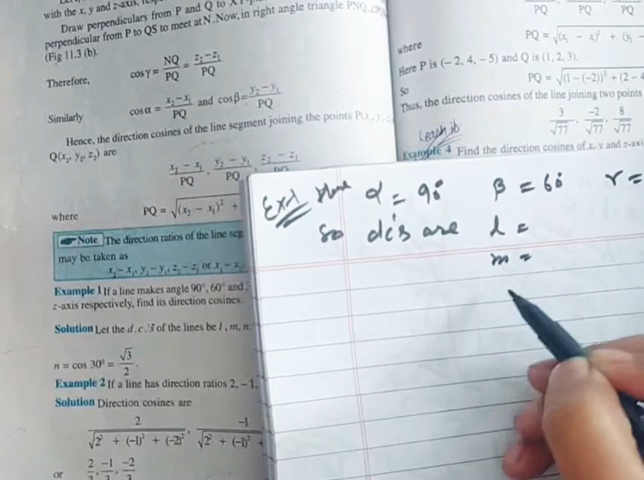 with the x, y and z-axis,
Draw perpendiculars from P and Q to X
perpendicular from P to QS to meet at N. Now, in right angle triangle PNQ,
(Fig 11.3 (b).
Therefore, cosγ = NQ/PQ = (z₂−z₁)/PQ
Similarly cosα = (x₂−x₁)/PQ and cosβ = (y₂−y₁)/PQ
Hence, the direction cosines of the line segment joining the points P(x₁, y₁,
Q(x₂, y₂, z₂) are
(x₂ − x₁)/PQ, (y₂ − y₁)/PQ, (z₂ − z₁)/PQ
where PQ = √(x₂ − x₁)² +
Note The direction ratios of the line seg
may be taken as
x₂ − x₁, y₂ − y₁, z₂ − z₁ or x₁ − x₂,
Example 1 If a line makes angle 90°, 60° and
z-axis respectively, find its direction cosines.
Solution Let the d.c.'s of the lines be l, m, n
n = cos 30° = √3/2.
Example 2 If a line has direction ratios 2, −1,
Solution Direction cosines are
2/√(2² + (−1)² + (−2)²), −1/√(2² + (−1)² +
or 2/3, −1/3, −2/3
PQ PQ PQ
where PQ = √(x₂ − x₁)² + (y₂ −
Here P is (−2, 4, −5) and Q is (1, 2, 3).
So PQ = √(1 − (−2))² + (2 − 4
Thus, the direction cosines of the line joining two points
3/√77, −2/√77, 8/√77
Example 4 Find the direction cosines of x, y and z-axi
Ex.1 α = 90° β = 60° γ =
So dc's are l =
m =